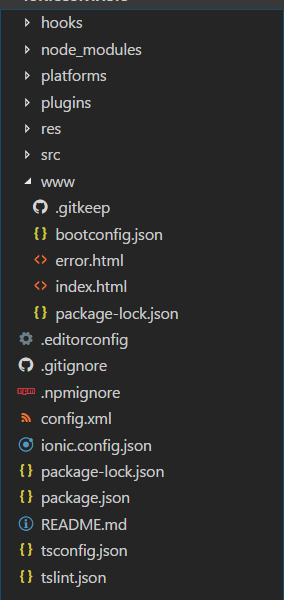 hooks
node_modules
platforms
plugins
res
src
www
.gitkeep
bootconfig.json
error.html
index.html
package-lock.json
.editorconfig
.gitignore
.npmignore
config.xml
ionic.config.json
package-lock.json
package.json
README.md
tsconfig.json
tslint.json